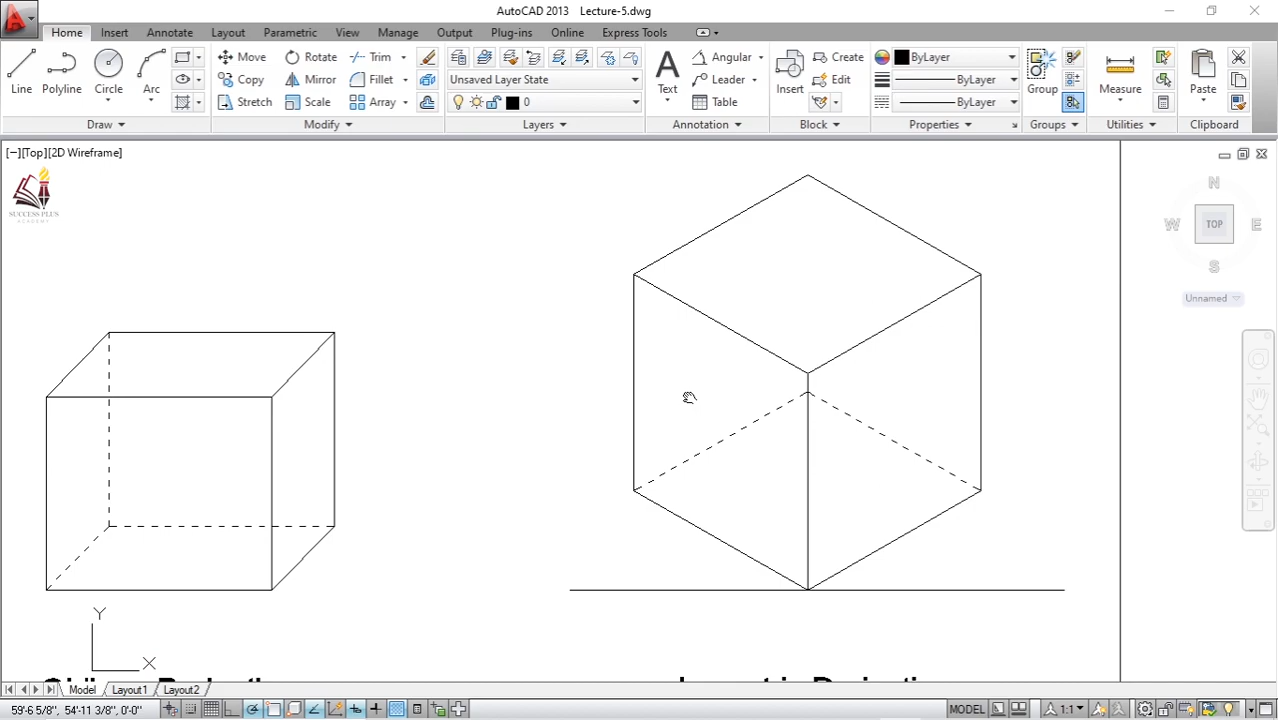 AutoCAD 2013 Lecture-5.dwg
Home Insert Annotate Layout Parametric View Manage Output Plug-ins Online Express Tools
Line Polyline Circle Arc
Move Rotate Trim
Copy Mirror Fillet
Stretch Scale Array
Unsaved Layer State
0
Text
Angular
Leader
Table
Insert
Create
Edit
ByLayer
ByLayer
ByLayer
Group
Measure
Paste
Draw Modify Layers Annotation Block Properties Groups Utilities Clipboard
[−][Top][2D Wireframe]
SUCCESS PLUS
ACADEMY
N
W TOP E
S
Unnamed
Y
X
Model Layout1 Layout2
59'-6 5/8", 54'-11 3/8", 0'-0"
MODEL
1:1